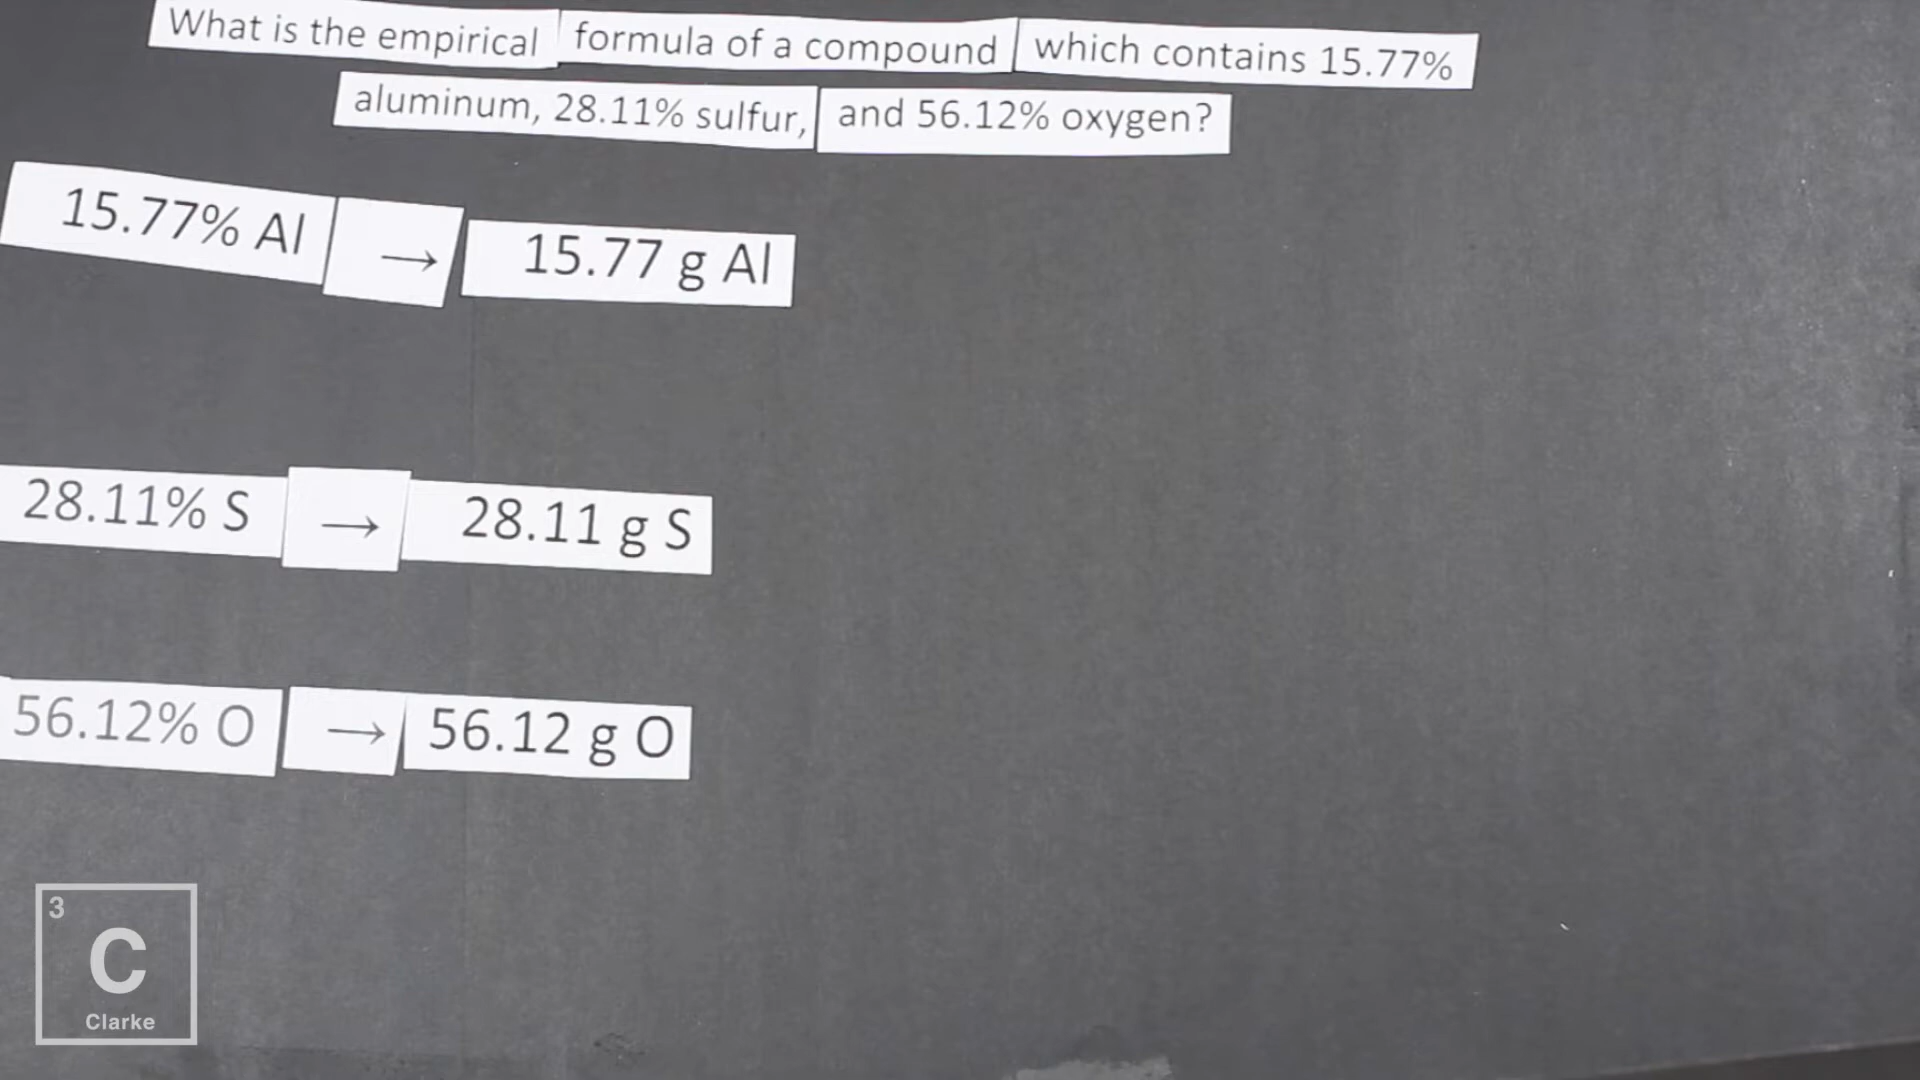 What is the empirical formula of a compound which contains 15.77%
aluminum, 28.11% sulfur, and 56.12% oxygen?
15.77% Al → 15.77 g Al
28.11% S → 28.11 g S
56.12% O → 56.12 g O
3
C
Clarke